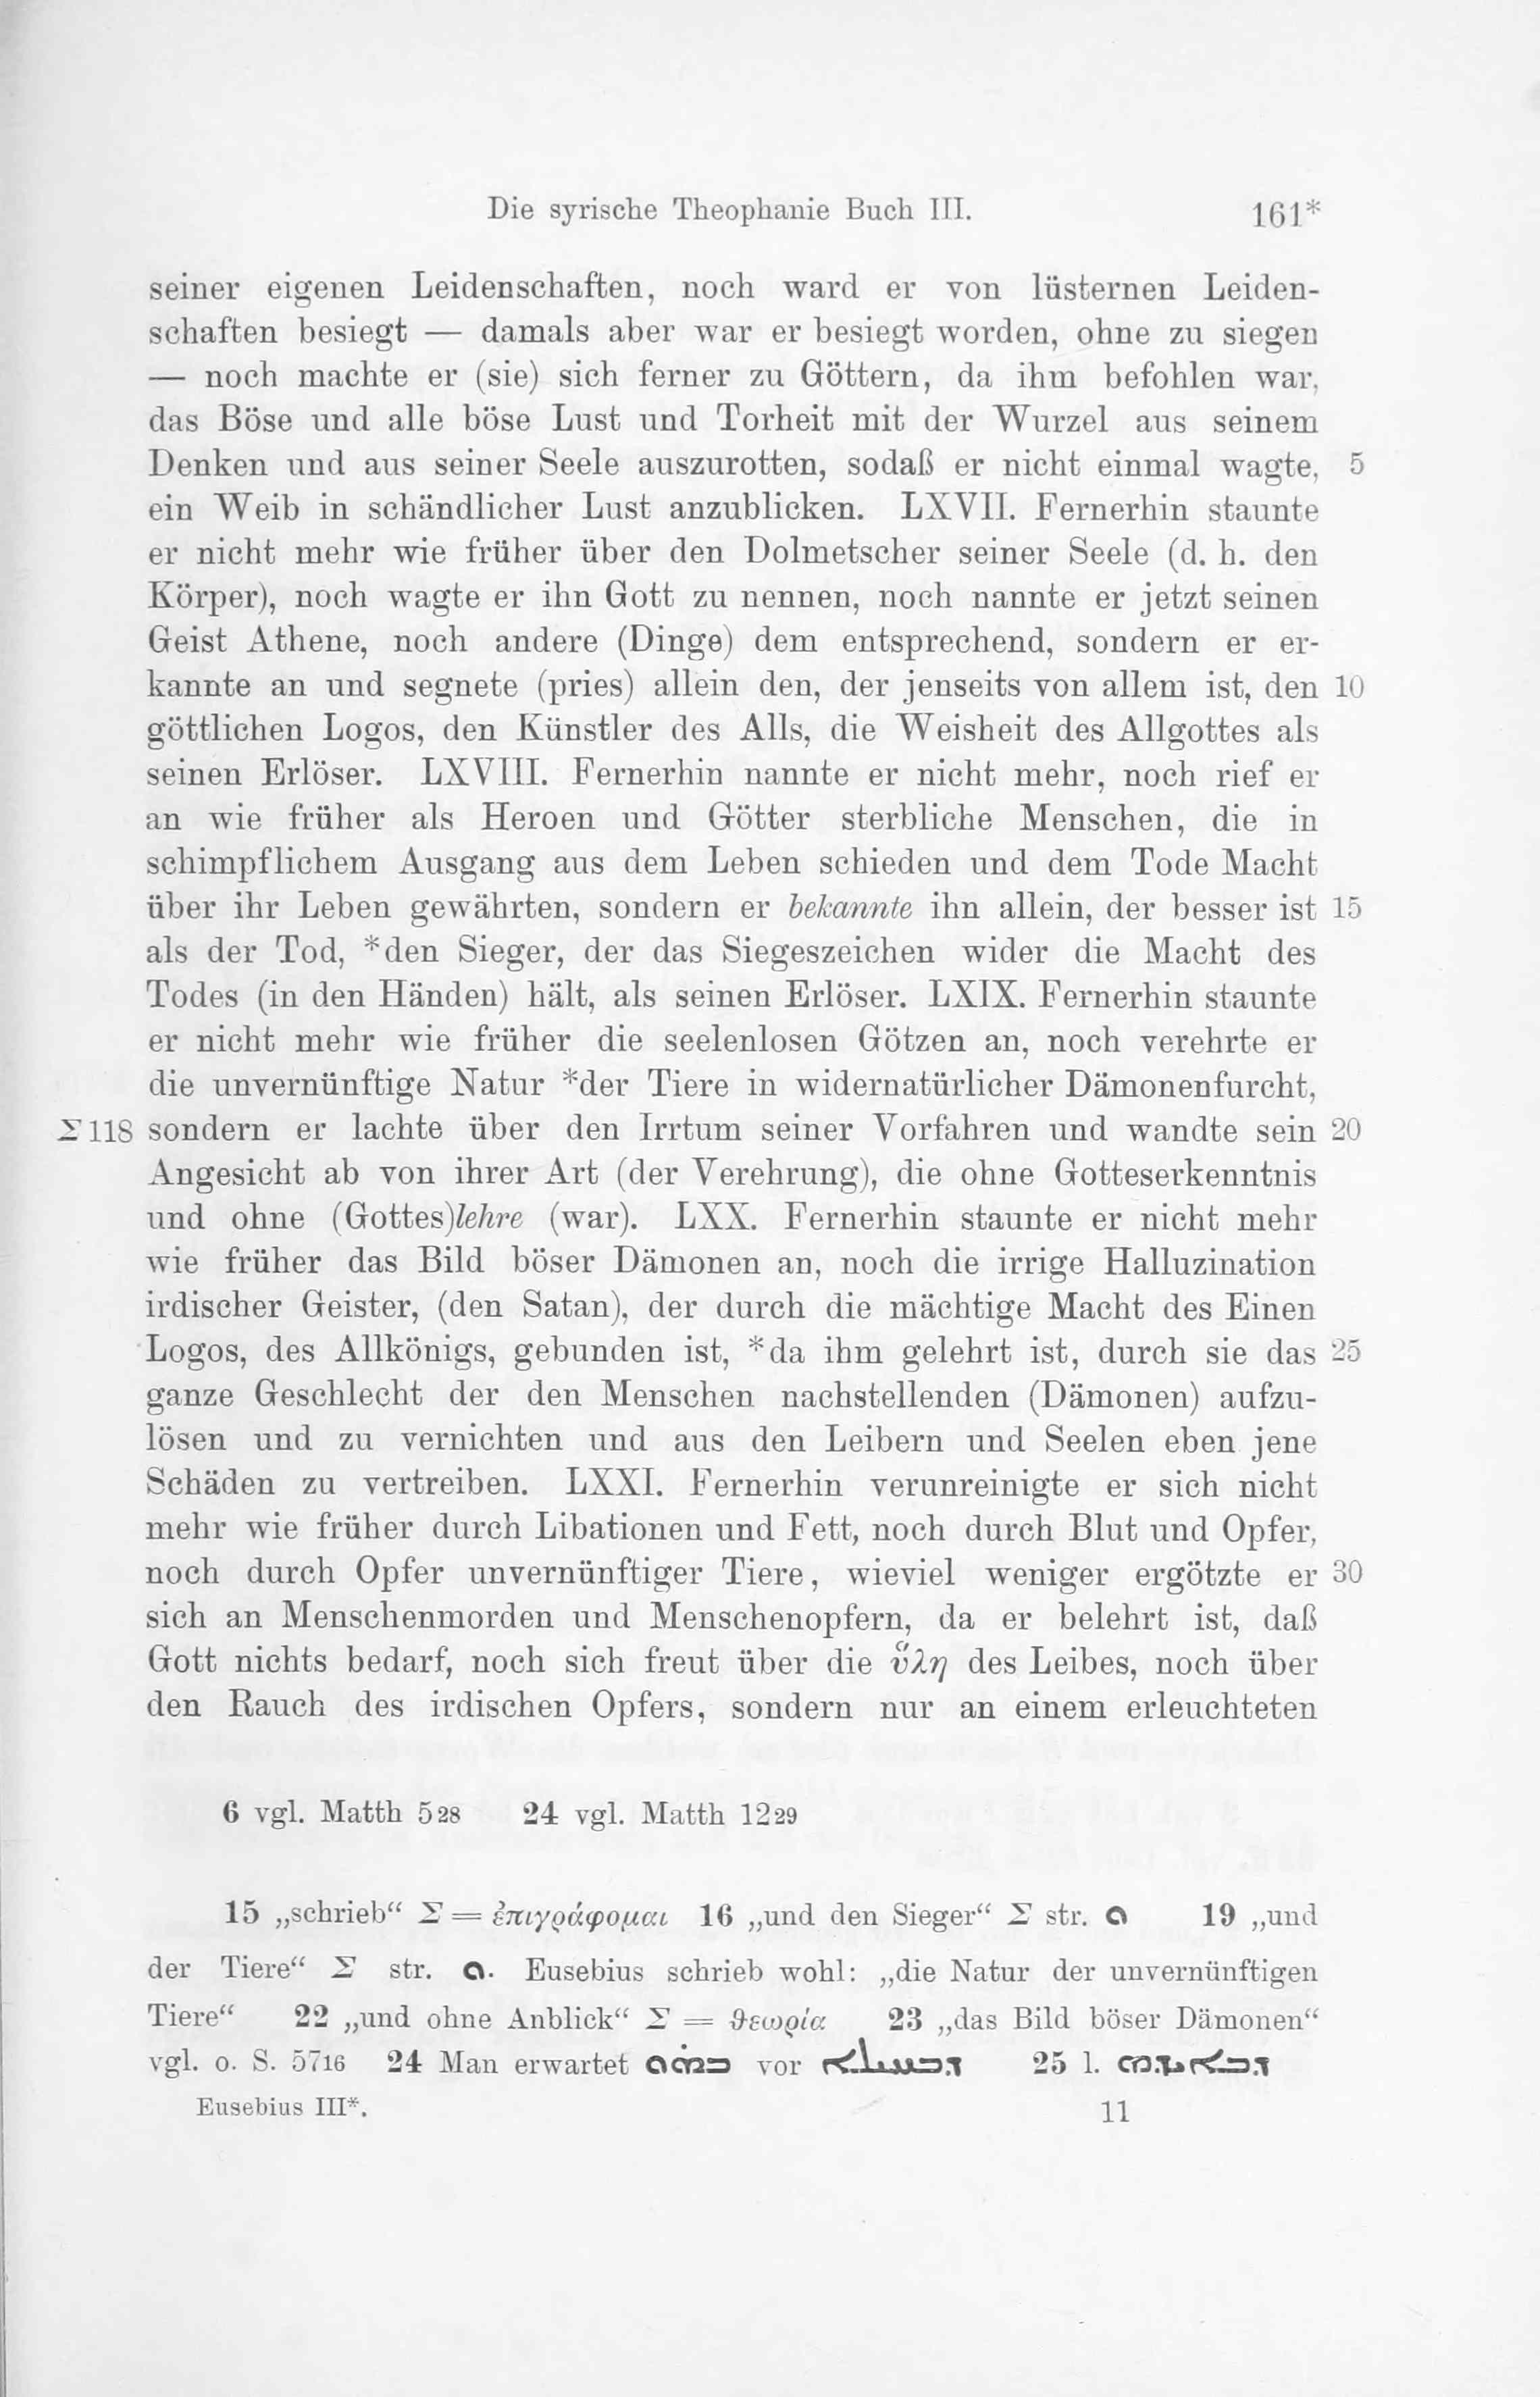 Die syrische Theophanie Buch III. 161*
seiner eigenen Leidenschaften, noch ward er von lüsternen Leiden-
schaften besiegt — damals aber war er besiegt worden, ohne zu siegen
— noch machte er (sie) sich ferner zu Göttern, da ihm befohlen war,
das Böse und alle böse Lust und Torheit mit der Wurzel aus seinem
Denken und aus seiner Seele auszurotten, sodaß er nicht einmal wagte, 5
ein Weib in schändlicher Lust anzublicken. LXVII. Fernerhin staunte
er nicht mehr wie früher über den Dolmetscher seiner Seele (d. h. den
Körper), noch wagte er ihn Gott zu nennen, noch nannte er jetzt seinen
Geist Athene, noch andere (Dinge) dem entsprechend, sondern er er-
kannte an und segnete (pries) allein den, der jenseits von allem ist, den 10
göttlichen Logos, den Künstler des Alls, die Weisheit des Allgottes als
seinen Erlöser. LXVIII. Fernerhin nannte er nicht mehr, noch rief er
an wie früher als Heroen und Götter sterbliche Menschen, die in
schimpflichem Ausgang aus dem Leben schieden und dem Tode Macht
über ihr Leben gewährten, sondern er bekannte ihn allein, der besser ist 15
als der Tod, *den Sieger, der das Siegeszeichen wider die Macht des
Todes (in den Händen) hält, als seinen Erlöser. LXIX. Fernerhin staunte
er nicht mehr wie früher die seelenlosen Götzen an, noch verehrte er
die unvernünftige Natur *der Tiere in widernatürlicher Dämonenfurcht,
Σ 118 sondern er lachte über den Irrtum seiner Vorfahren und wandte sein 20
Angesicht ab von ihrer Art (der Verehrung), die ohne Gotteserkenntnis
und ohne (Gottes)lehre (war). LXX. Fernerhin staunte er nicht mehr
wie früher das Bild böser Dämonen an, noch die irrige Halluzination
irdischer Geister, (den Satan), der durch die mächtige Macht des Einen
Logos, des Allkönigs, gebunden ist, *da ihm gelehrt ist, durch sie das 25
ganze Geschlecht der den Menschen nachstellenden (Dämonen) aufzu-
lösen und zu vernichten und aus den Leibern und Seelen eben jene
Schäden zu vertreiben. LXXI. Fernerhin verunreinigte er sich nicht
mehr wie früher durch Libationen und Fett, noch durch Blut und Opfer,
noch durch Opfer unvernünftiger Tiere, wieviel weniger ergötzte er 30
sich an Menschenmorden und Menschenopfern, da er belehrt ist, daß
Gott nichts bedarf, noch sich freut über die ὕλη des Leibes, noch über
den Rauch des irdischen Opfers, sondern nur an einem erleuchteten
6 vgl. Matth 5 28 24 vgl. Matth 12 29
15 „schrieb“ Σ = ἐπιγράφομαι 16 „und den Sieger“ Σ str. ܘ 19 „und
der Tiere“ Σ str. ܘ. Eusebius schrieb wohl: „die Natur der unvernünftigen
Tiere“ 22 „und ohne Anblick“ Σ = θεωρία 23 „das Bild böser Dämonen“
vgl. o. S. 57 16 24 Man erwartet vor 25 l.
Eusebius III*. 11